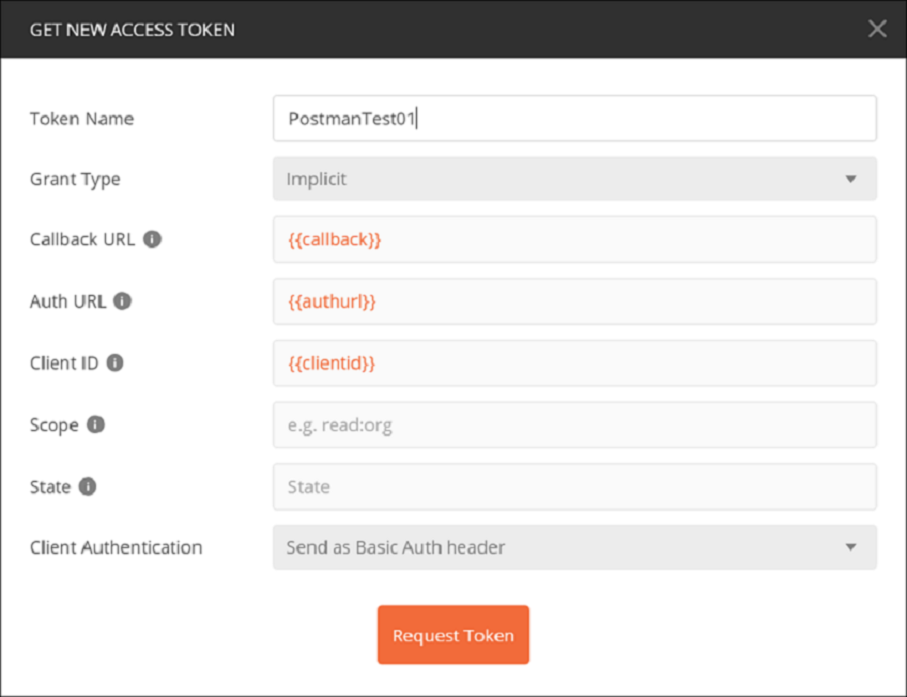 GET NEW ACCESS TOKEN
Token Name PostmanTest01
Grant Type Implicit
Callback URL {{callback}}
Auth URL {{authurl}}
Client ID {{clientid}}
Scope e.g. read:org
State State
Client Authentication Send as Basic Auth header
Request Token